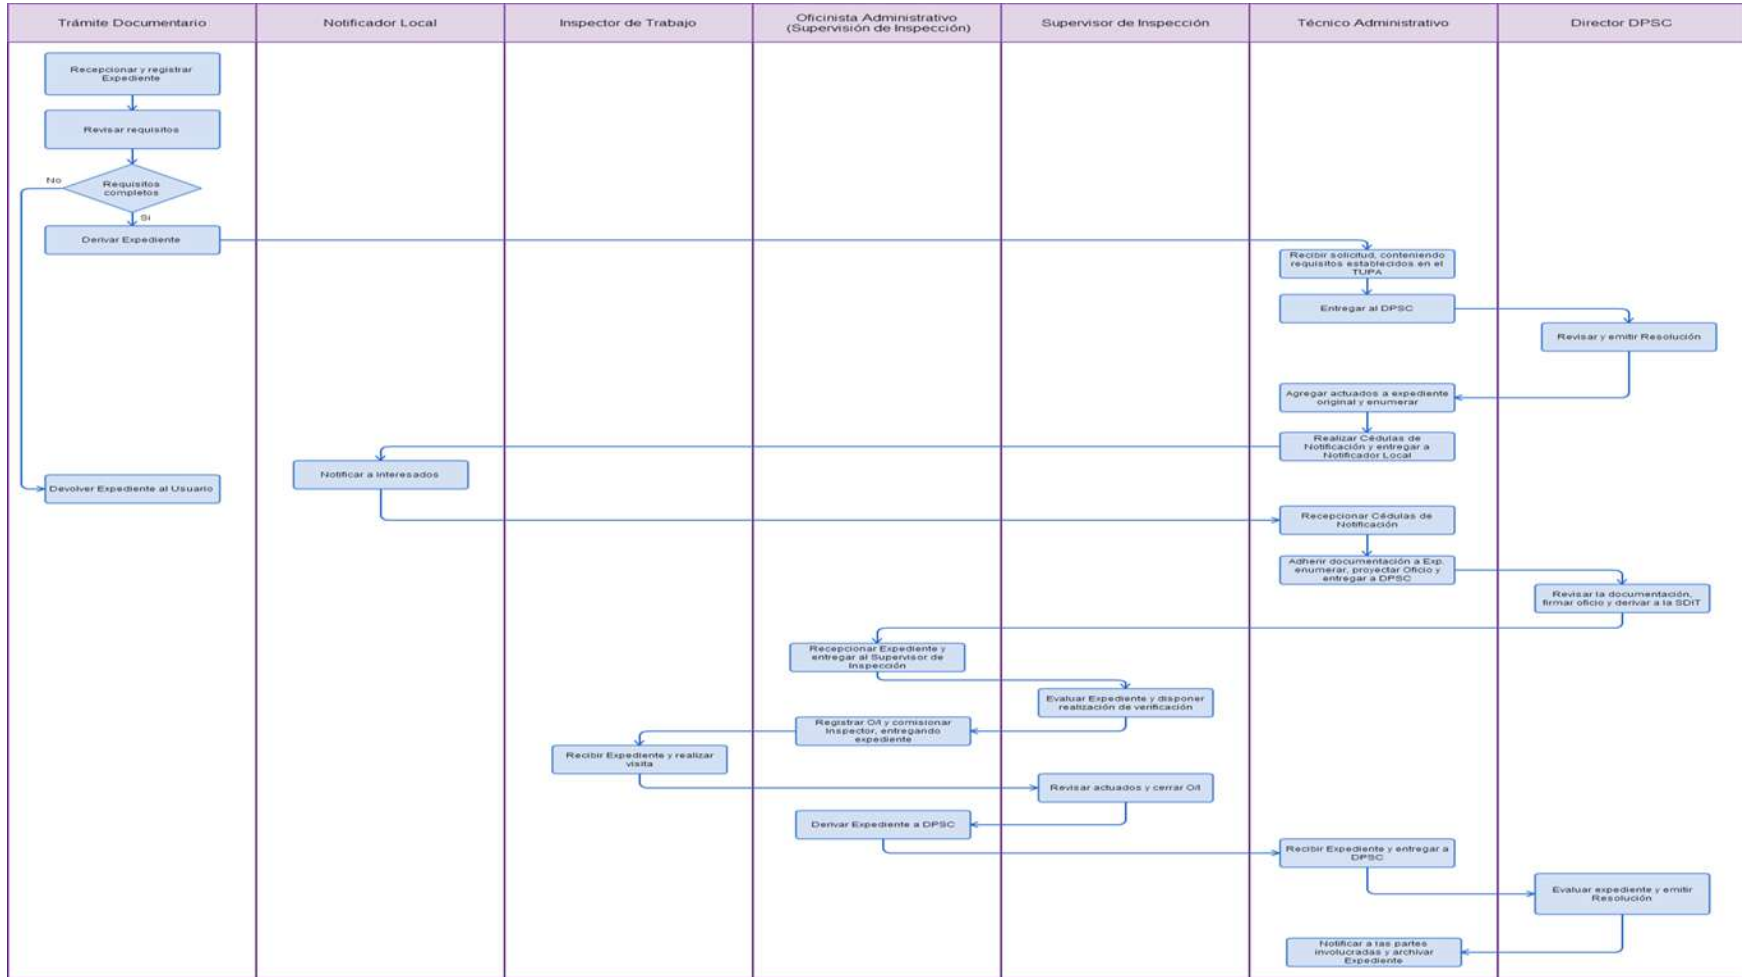 Trámite Documentario
Notificador Local
Inspector de Trabajo
Oficinista Administrativo
(Supervisión de Inspección)
Supervisor de Inspección
Técnico Administrativo
Director DPSC
Recepcionar y registrar
Expediente
Revisar requisitos
No
Requisitos
completos
Si
Derivar Expediente
Recibir solicitud, conteniendo
requisitos establecidos en el
TUPA
Entregar al DPSC
Revisar y emitir Resolución
Agregar actuados a expediente
original y enumerar
Realizar Cédulas de
Notificación y entregar a
Notificador Local
Notificar a Interesados
Devolver Expediente al Usuario
Recepcionar Cédulas de
Notificación
Adherir documentación a Exp.
enumerar, proyectar Oficio y
entregar a DPSC
Revisar la documentación,
firmar oficio y derivar a la SDIT
Recepcionar Expediente y
entregar al Supervisor de
Inspección
Evaluar Expediente y disponer
realización de verificación
Registrar O/I y comisionar
Inspector, entregando
expediente
Recibir Expediente y realizar
visita
Revisar actuados y cerrar O/I
Derivar Expediente a DPSC
Recibir Expediente y entregar a
DPSC
Evaluar expediente y emitir
Resolución
Notificar a las partes
involucradas y archivar
Expediente